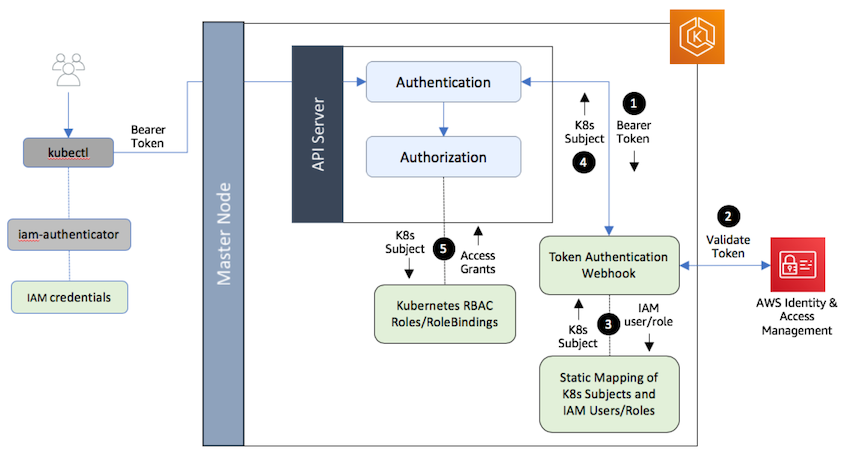 Bearer
Token
kubectl
iam-authenticator
IAM credentials
Master Node
API Server
Authentication
Authorization
K8s
Subject
5
Access
Grants
Kubernetes RBAC
Roles/RoleBindings
K
K8s
Subject
4
1
Bearer
Token
2
Validate
Token
Token Authentication
Webhook
K8s
Subject
3
IAM
user/role
Static Mapping of
K8s Subjects and
IAM Users/Roles
AWS Identity &
Access
Management